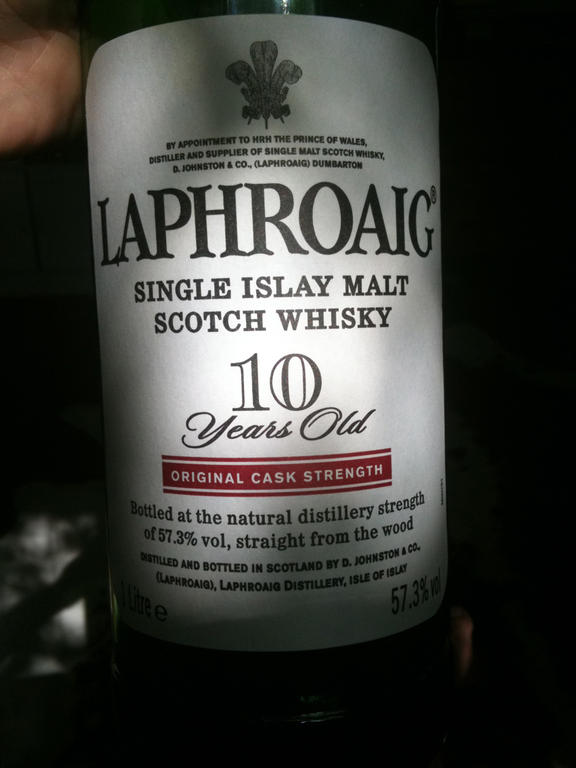 BY APPOINTMENT TO HRH THE PRINCE OF WALES,
DISTILLER AND SUPPLIER OF SINGLE MALT SCOTCH WHISKY,
D. JOHNSTON & CO., (LAPHROAIG) DUMBARTON
LAPHROAIG®
SINGLE ISLAY MALT
SCOTCH WHISKY
10
Years Old
ORIGINAL CASK STRENGTH
Bottled at the natural distillery strength
of 57.3% vol, straight from the wood
DISTILLED AND BOTTLED IN SCOTLAND BY D. JOHNSTON & CO.,
(LAPHROAIG), LAPHROAIG DISTILLERY, ISLE OF ISLAY
1 Litre e
57.3% vol